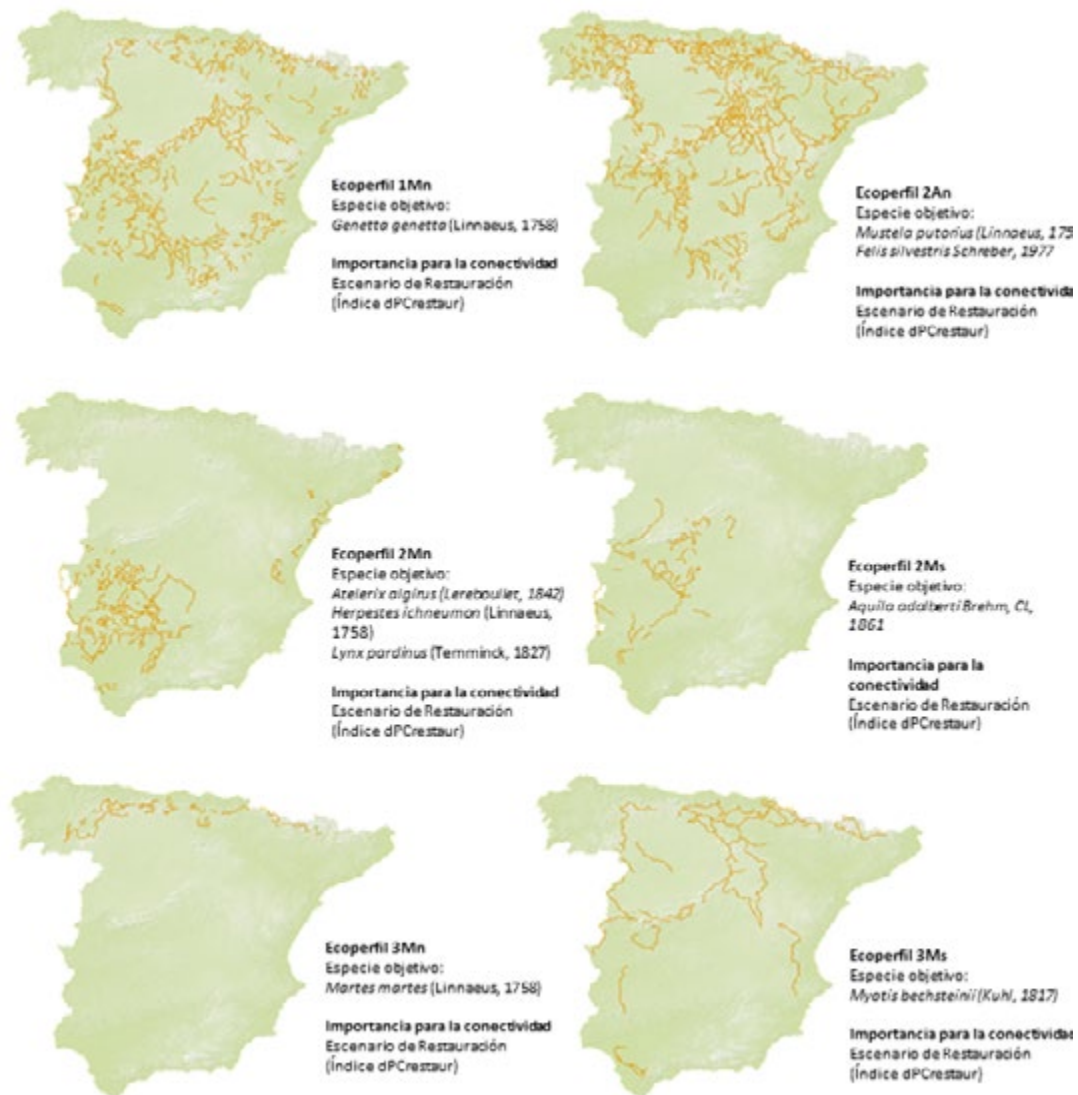 Ecoperfil 1Mn
Especie objetivo:
Genetta genetta (Linnaeus, 1758)
Importancia para la conectividad
Escenario de Restauración
(Índice dPCrestaur)
Ecoperfil 2An
Especie objetivo:
Mustela putorius (Linnaeus, 175
Felis silvestris Schreber, 1977
Importancia para la conectivida
Escenario de Restauración
(Índice dPCrestaur)
Ecoperfil 2Mn
Especie objetivo:
Atelerix algirus (Lereboullet, 1842)
Herpestes ichneumon (Linnaeus,
1758)
Lynx pardinus (Temminck, 1827)
Importancia para la conectividad
Escenario de Restauración
(Índice dPCrestaur)
Ecoperfil 2Ms
Especie objetivo:
Aquila adalberti Brehm, CL,
1861
Importancia para la
conectividad
Escenario de Restauración
(Índice dPCrestaur)
Ecoperfil 3Mn
Especie objetivo:
Martes martes (Linnaeus, 1758)
Importancia para la conectividad
Escenario de Restauración
(Índice dPCrestaur)
Ecoperfil 3Ms
Especie objetivo:
Myotis bechsteinii (Kuhl, 1817)
Importancia para la conectividad
Escenario de Restauración
(Índice dPCrestaur)